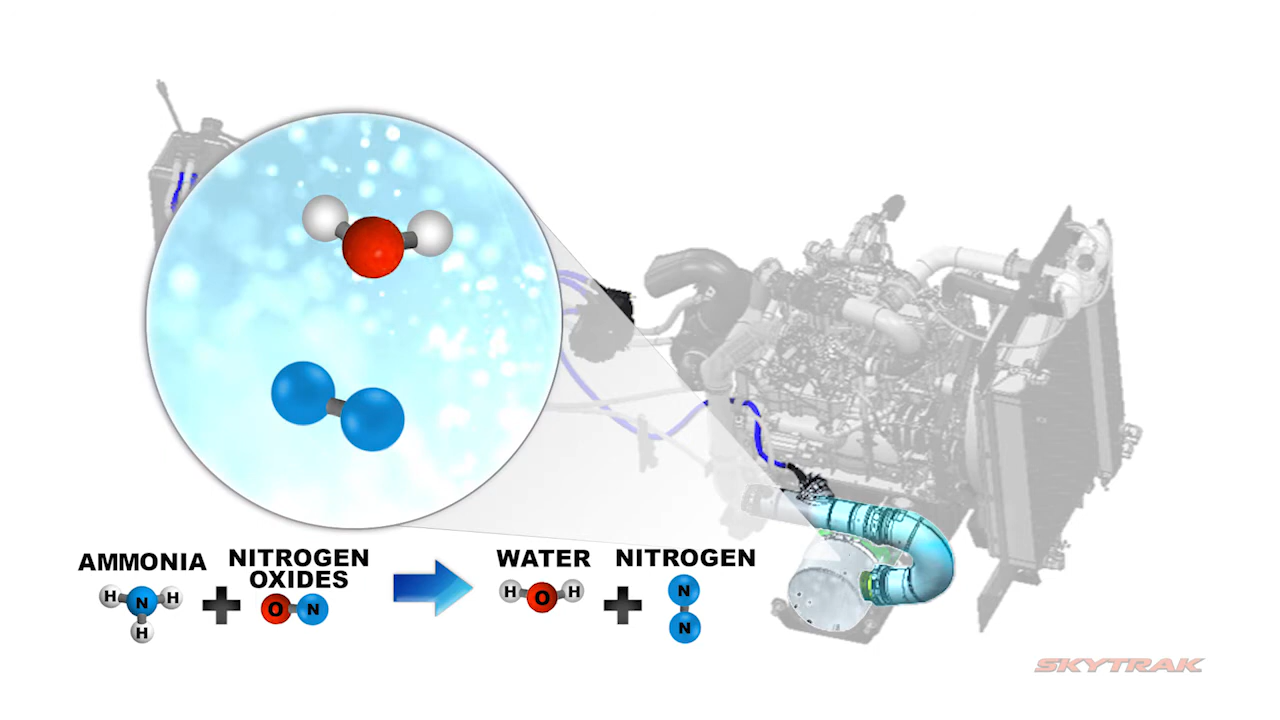 AMMONIA
NITROGEN
OXIDES
WATER
NITROGEN
H N H
H
O N
H O H
N
N
SKYTRAK